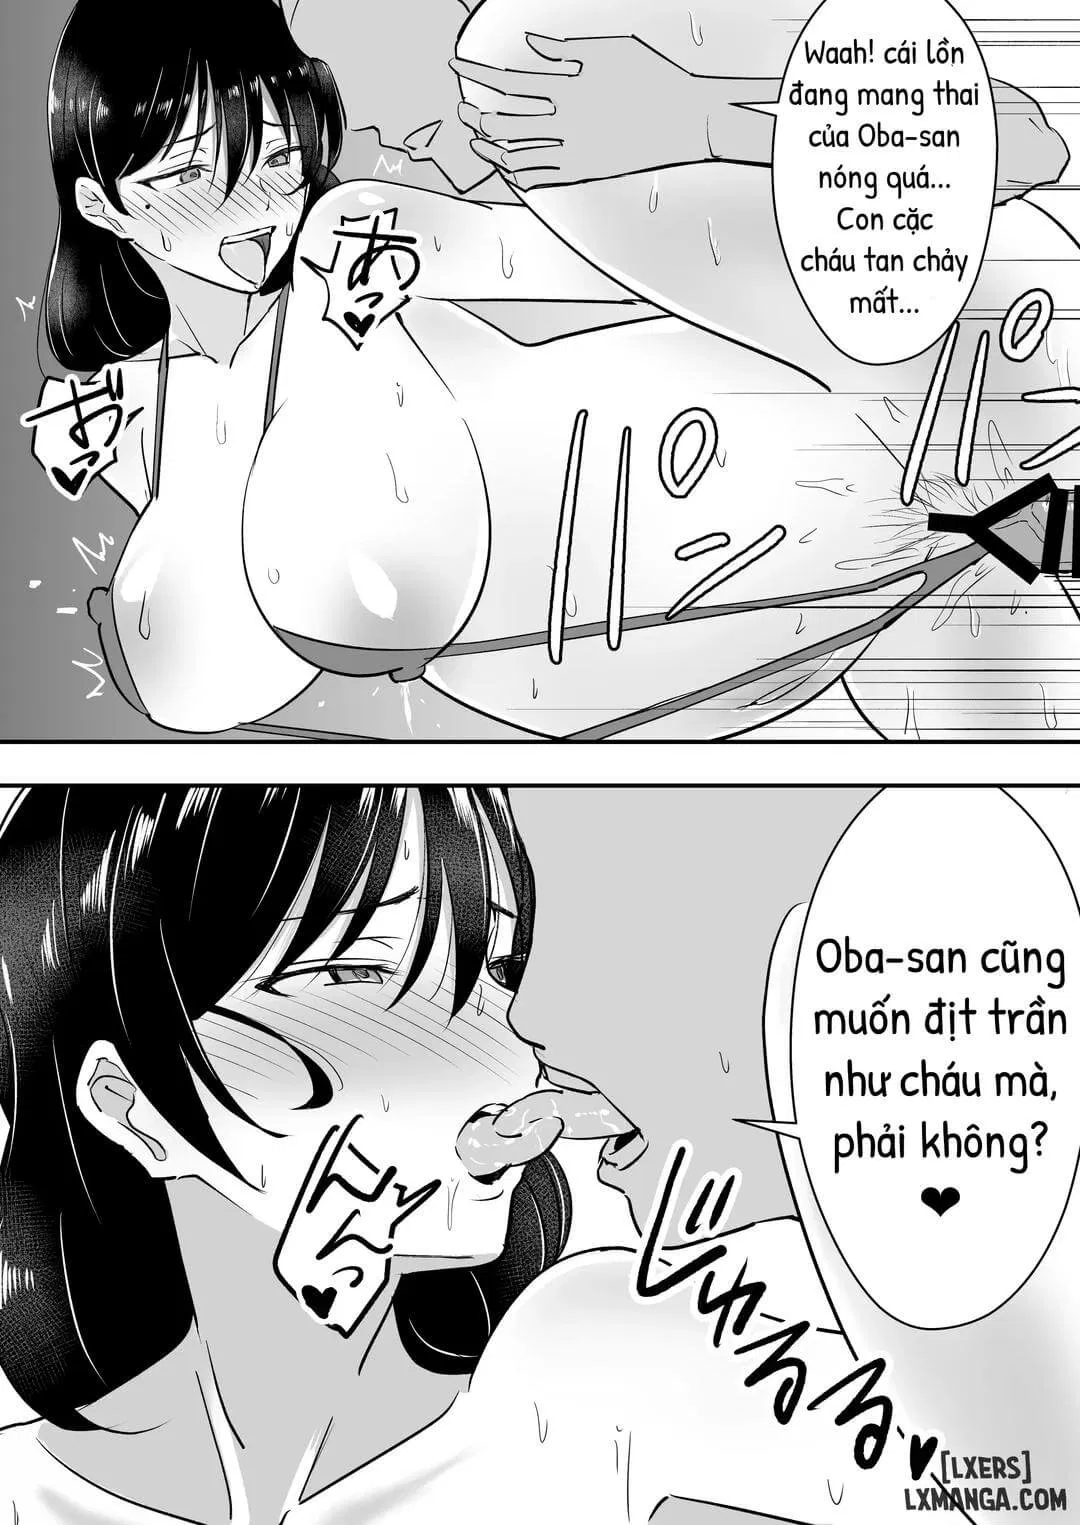 Waah! cái lồn
đang mang thai
của Oba-san
nóng quá...
Con cặc
cháu tan chảy
mất...
あっ
おっ
パンパン
Oba-san cũng
muốn địt trần
như cháu mà,
phải không?
❤
んんっ
じゅるるる
[LXERS]
LXMANGA.COM